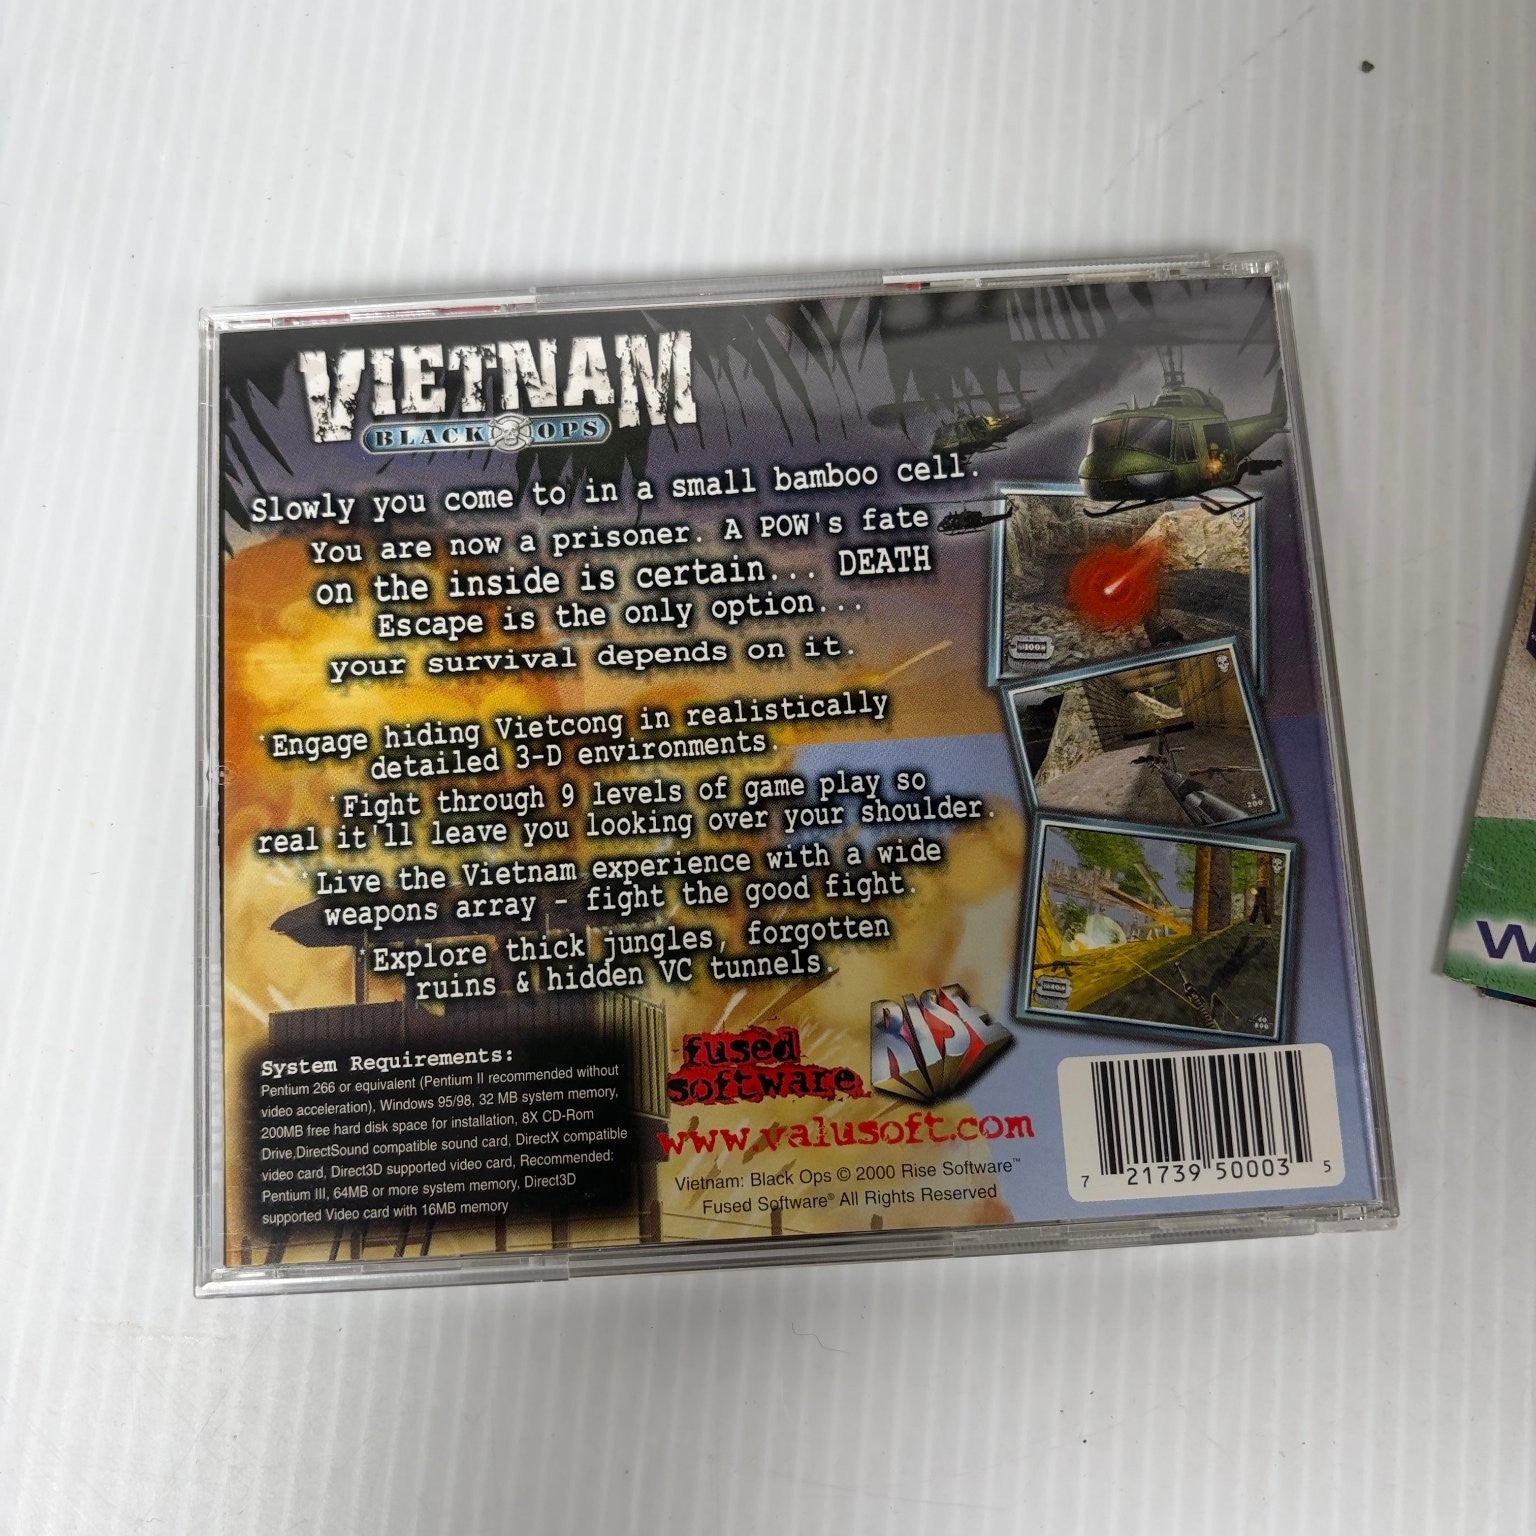 VIETNAM
BLACK OPS
Slowly you come to in a small bamboo cell.
You are now a prisoner. A POW's fate
on the inside is certain... DEATH
Escape is the only option...
your survival depends on it.
*Engage hiding Vietcong in realistically
detailed 3-D environments.
*Fight through 9 levels of game play so
real it'll leave you looking over your shoulder.
*Live the Vietnam experience with a wide
weapons array - fight the good fight.
*Explore thick jungles, forgotten
ruins & hidden VC tunnels.
System Requirements:
Pentium 266 or equivalent (Pentium II recommended without
video acceleration), Windows 95/98, 32 MB system memory,
200MB free hard disk space for installation, 8X CD-Rom
Drive,DirectSound compatible sound card, DirectX compatible
video card, Direct3D supported video card, Recommended:
Pentium III, 64MB or more system memory, Direct3D
supported Video card with 16MB memory
fused
software
RISE
www.valusoft.com
Vietnam: Black Ops © 2000 Rise Software™
Fused Software® All Rights Reserved
7 21739 50003 5